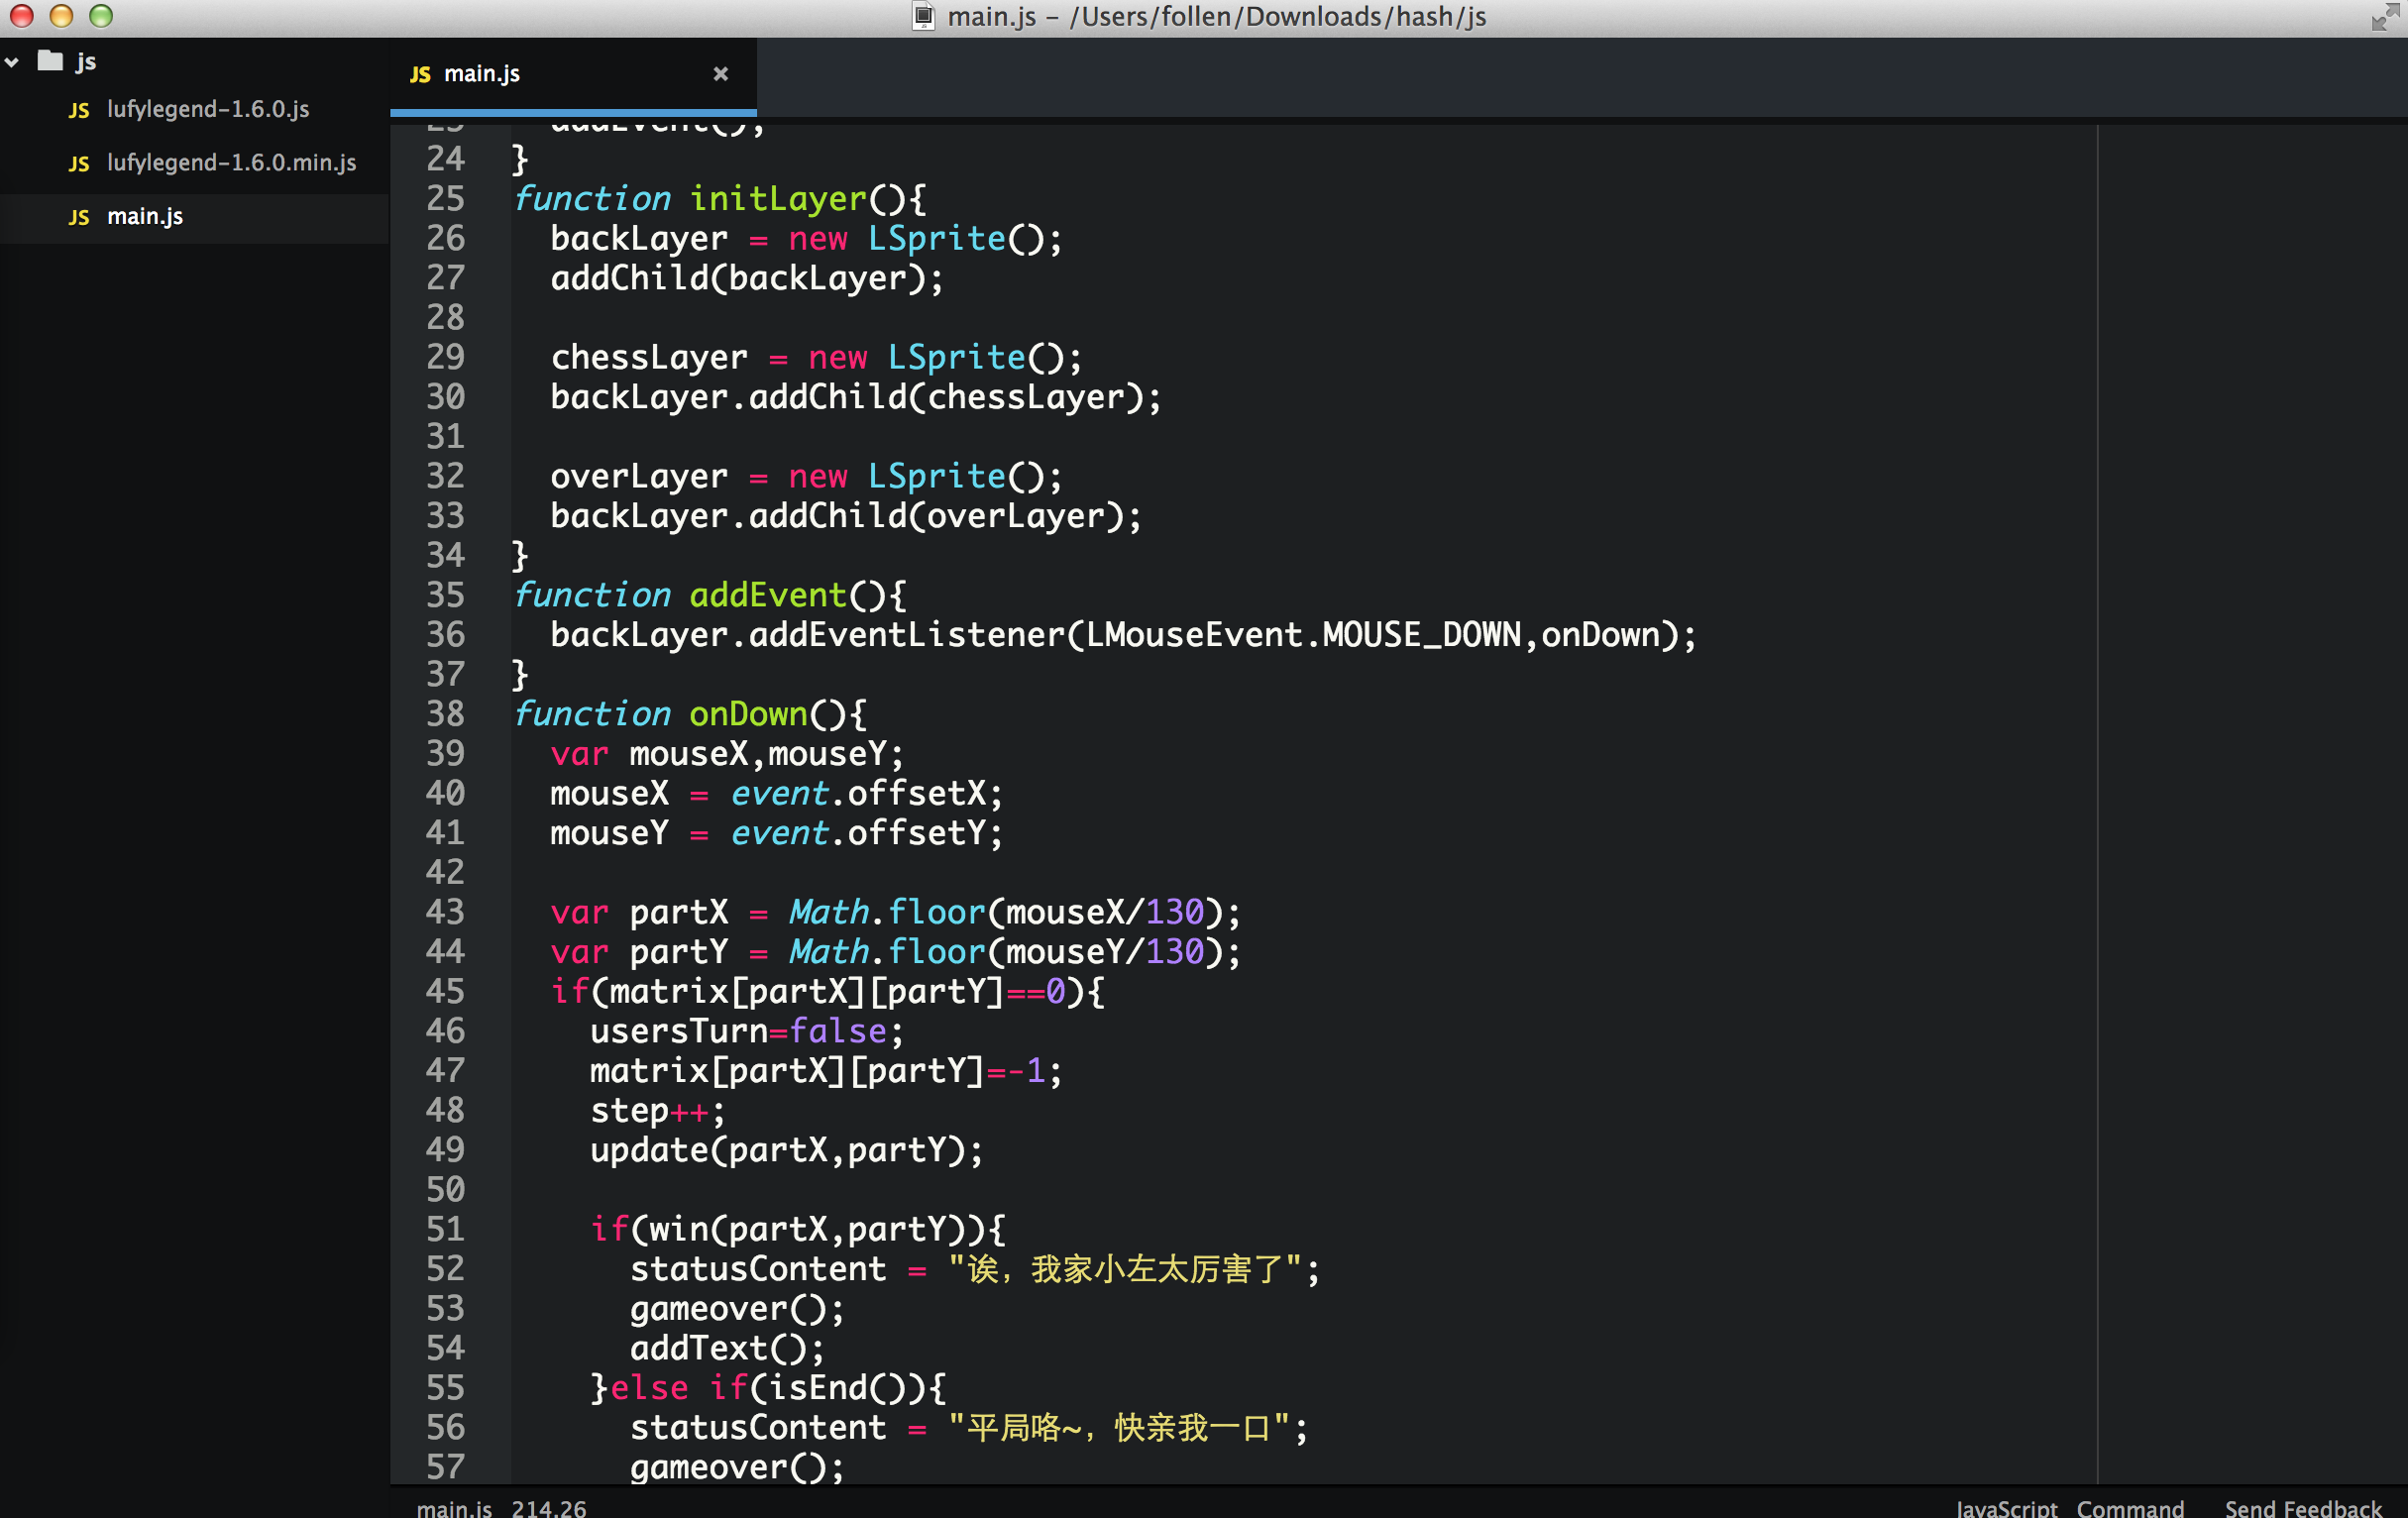 main.js – /Users/follen/Downloads/hash/js
js
JS lufylegend-1.6.0.js
JS lufylegend-1.6.0.min.js
JS main.js
JS main.js ×
23 addEvent();
24 }
25 function initLayer(){
26 backLayer = new LSprite();
27 addChild(backLayer);
28
29 chessLayer = new LSprite();
30 backLayer.addChild(chessLayer);
31
32 overLayer = new LSprite();
33 backLayer.addChild(overLayer);
34 }
35 function addEvent(){
36 backLayer.addEventListener(LMouseEvent.MOUSE_DOWN,onDown);
37 }
38 function onDown(){
39 var mouseX,mouseY;
40 mouseX = event.offsetX;
41 mouseY = event.offsetY;
42
43 var partX = Math.floor(mouseX/130);
44 var partY = Math.floor(mouseY/130);
45 if(matrix[partX][partY]==0){
46 usersTurn=false;
47 matrix[partX][partY]=-1;
48 step++;
49 update(partX,partY);
50
51 if(win(partX,partY)){
52 statusContent = "诶，我家小左太厉害了";
53 gameover();
54 addText();
55 }else if(isEnd()){
56 statusContent = "平局咯~，快亲我一口";
57 gameover();
main.js 214,26 JavaScript Command Send Feedback